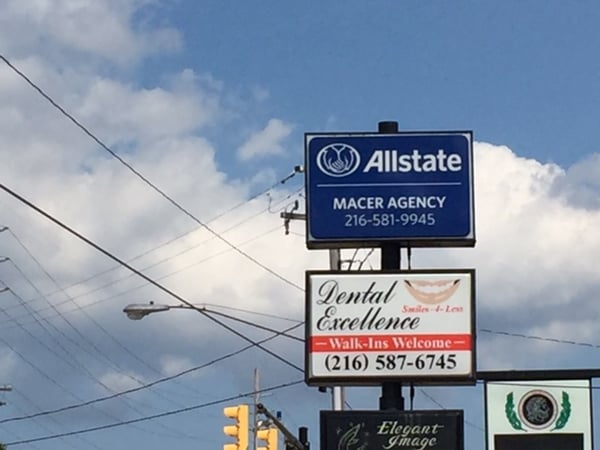 Allstate
MACER AGENCY
216-581-9945
Dental
Excellence
Smiles-4-Less
Walk-Ins Welcome
(216) 587-6745
Elegant
Image